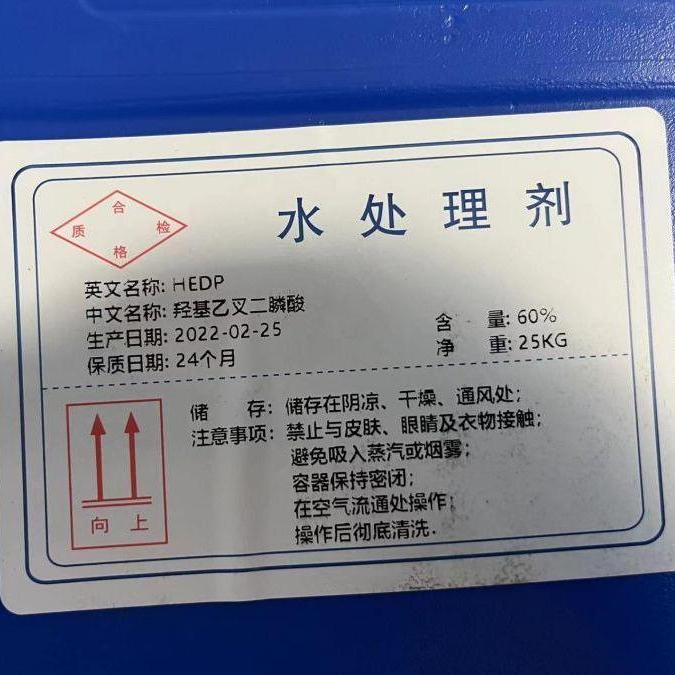 水处理剂
合
质 检
格
英文名称: HEDP
中文名称: 羟基乙叉二膦酸
生产日期: 2022-02-25
保质日期: 24个月
含 量: 60%
净 重: 25KG
储 存: 储存在阴凉、干燥、通风处;
注意事项: 禁止与皮肤、眼睛及衣物接触;
避免吸入蒸汽或烟雾;
容器保持密闭;
在空气流通处操作;
操作后彻底清洗.
向上